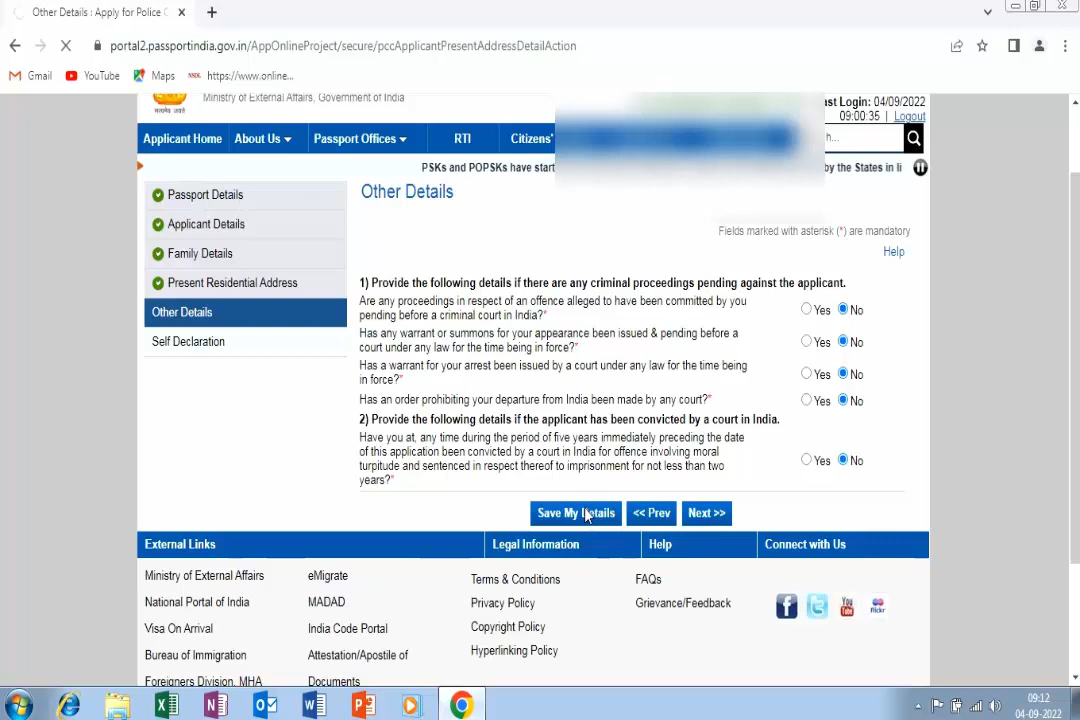 Other Details : Apply for Police C
portal2.passportindia.gov.in/AppOnlineProject/secure/pccApplicantPresentAddressDetailAction
Gmail
YouTube
Maps
NSDL
https://www.online...
सत्यमेव जयते
Ministry of External Affairs, Government of India
ast Login: 04/09/2022
09:00:35 | Logout
Applicant Home
About Us
Passport Offices
RTI
Citizens'
h...
PSKs and POPSKs have start
by the States in li
Passport Details
Applicant Details
Family Details
Present Residential Address
Other Details
Self Declaration
Other Details
Fields marked with asterisk (*) are mandatory
Help
1) Provide the following details if there are any criminal proceedings pending against the applicant.
Are any proceedings in respect of an offence alleged to have been committed by you
pending before a criminal court in India?*
Yes No
Has any warrant or summons for your appearance been issued & pending before a
court under any law for the time being in force?*
Yes No
Has a warrant for your arrest been issued by a court under any law for the time being
in force?*
Yes No
Has an order prohibiting your departure from India been made by any court?*
Yes No
2) Provide the following details if the applicant has been convicted by a court in India.
Have you at, any time during the period of five years immediately preceding the date
of this application been convicted by a court in India for offence involving moral
turpitude and sentenced in respect thereof to imprisonment for not less than two
years?*
Yes No
Save My Details
<< Prev
Next >>
External Links
Legal Information
Help
Connect with Us
Ministry of External Affairs
eMigrate
Terms & Conditions
FAQs
National Portal of India
MADAD
Privacy Policy
Grievance/Feedback
Visa On Arrival
India Code Portal
Copyright Policy
You
Tube
flickr
Bureau of Immigration
Attestation/Apostile of
Documents
Hyperlinking Policy
Foreigners Division, MHA
09:12
04-09-2022